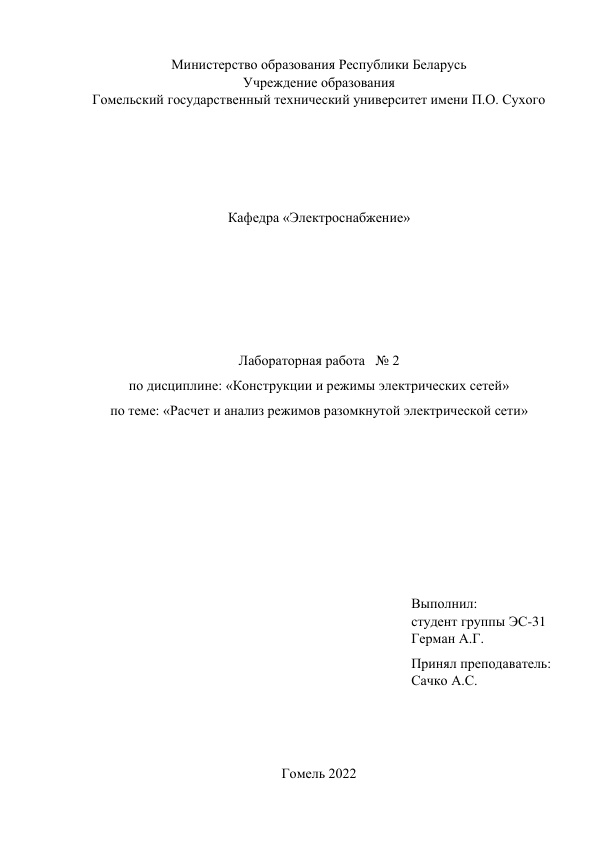 Министерство образования Республики Беларусь
Учреждение образования
Гомельский государственный технический университет имени П.О. Сухого
Кафедра «Электроснабжение»
Лабораторная работа № 2
по дисциплине: «Конструкции и режимы электрических сетей»
по теме: «Расчет и анализ режимов разомкнутой электрической сети»
Выполнил:
студент группы ЭС-31
Герман А.Г.
Принял преподаватель:
Сачко А.С.
Гомель 2022